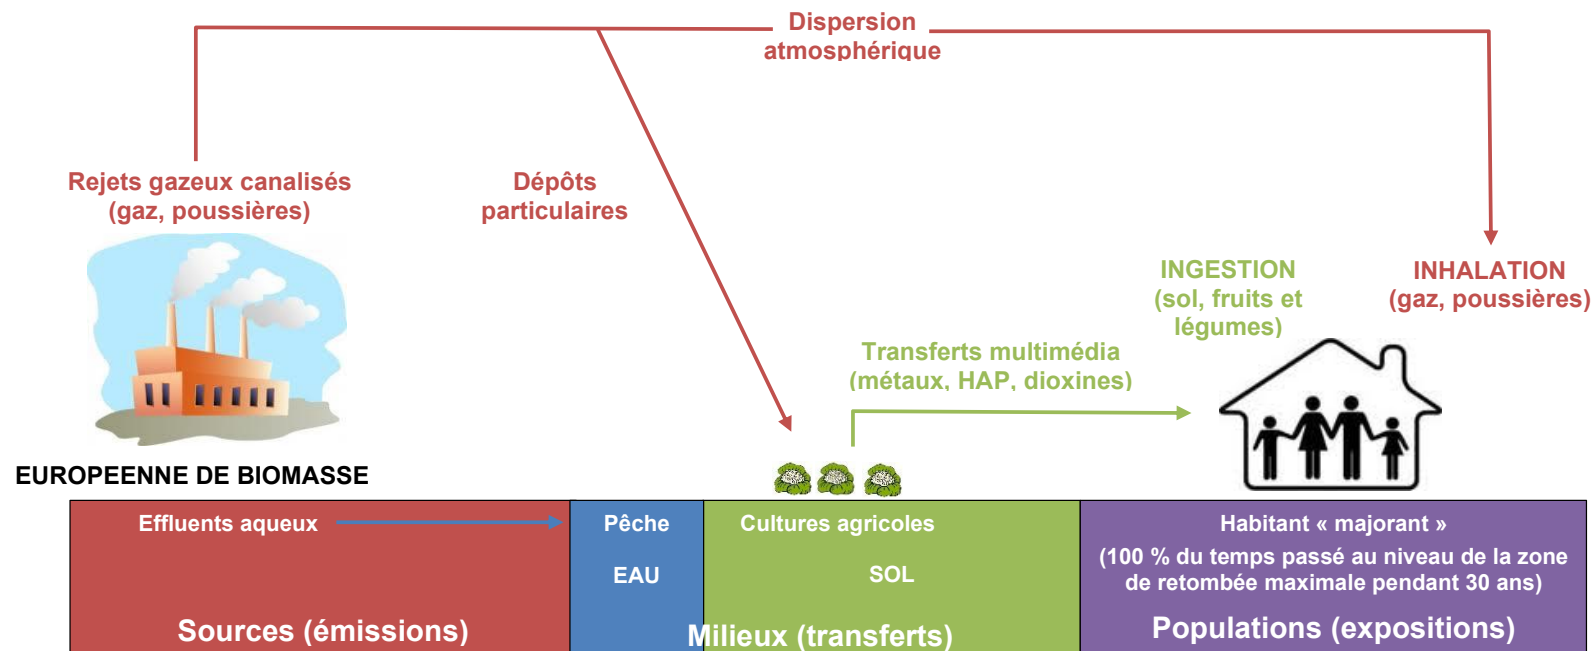 Dispersion
atmosphérique
Rejets gazeux canalisés
(gaz, poussières)
Dépôts
particulaires
INGESTION
(sol, fruits et
légumes)
INHALATION
(gaz, poussières)
Transferts multimédia
(métaux, HAP, dioxines)
EUROPEENNE DE BIOMASSE
Effluents aqueux
Pêche
EAU
Cultures agricoles
SOL
Habitant « majorant »
(100 % du temps passé au niveau de la zone
de retombée maximale pendant 30 ans)
Sources (émissions)
Milieux (transferts)
Populations (expositions)